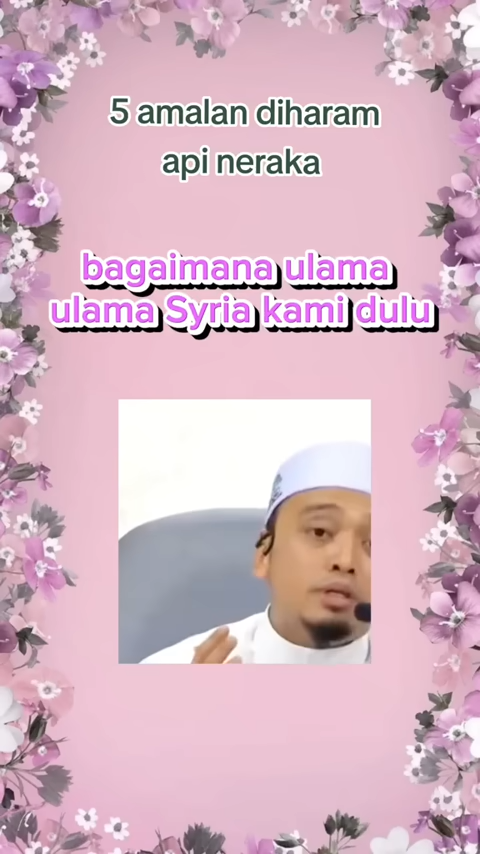 5 amalan diharam
api neraka
bagaimana ulama
ulama Syria kami dulu